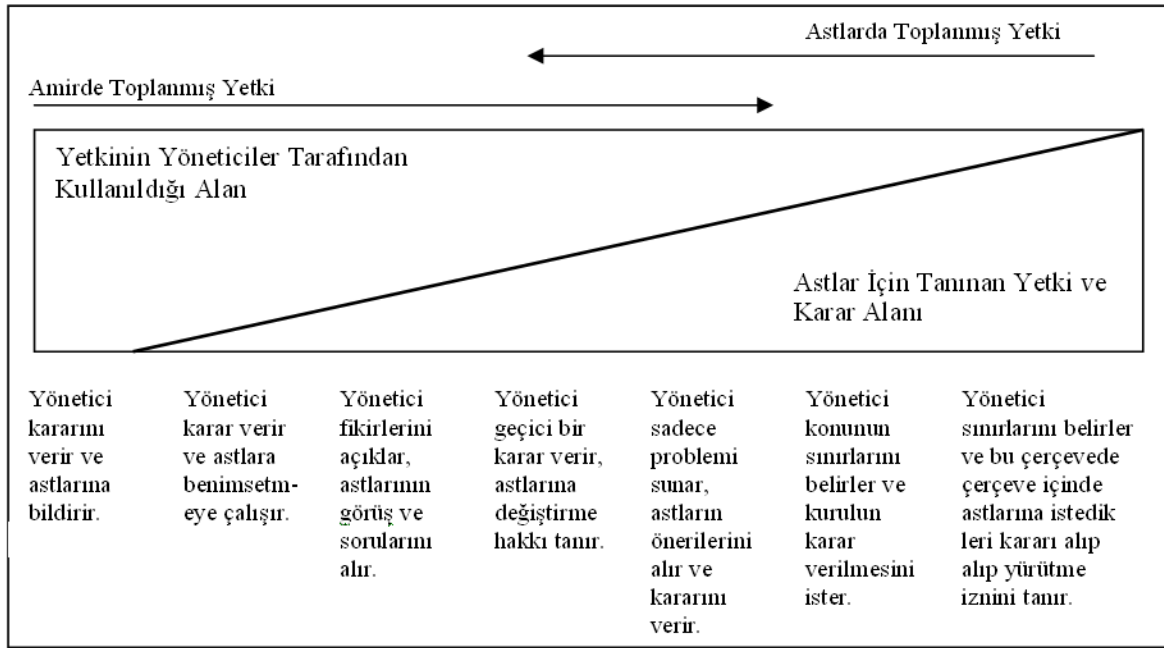 Astlarda Toplanmış Yetki
Amirde Toplanmış Yetki
Yetkinin Yöneticiler Tarafından
Kullanıldığı Alan
Astlar İçin Tanınan Yetki ve
Karar Alanı
Yönetici
kararını
verir ve
astlarına
bildirir.
Yönetici
karar verir
ve astlara
benimsetm-
eye çalışır.
Yönetici
fikirlerini
açıklar,
astlarının
görüş ve
sorularını
alır.
Yönetici
geçici bir
karar verir,
astlarına
değiştirme
hakkı tanır.
Yönetici
sadece
problemi
sunar,
astların
önerilerini
alır ve
kararını
verir.
Yönetici
konunun
sınırlarını
belirler ve
kurulun
karar
verilmesini
ister.
Yönetici
sınırlarını belirler
ve bu çerçevede
çerçeve içinde
astlarına istedik
leri kararı alıp
alıp yürütme
iznini tanır.